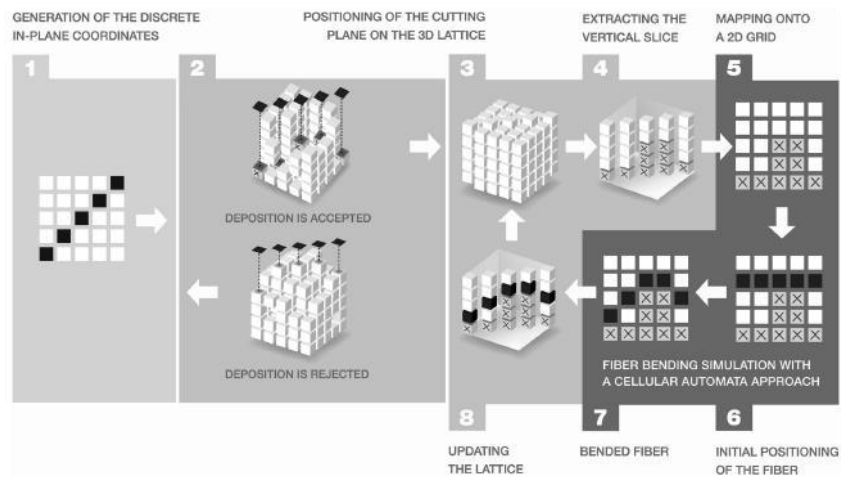 GENERATION OF THE DISCRETE
IN-PLANE COORDINATES
POSITIONING OF THE CUTTING
PLANE ON THE 3D LATTICE
EXTRACTING THE
VERTICAL SLICE
MAPPING ONTO
A 2D GRID
1
2
3
4
5
DEPOSITION IS ACCEPTED
DEPOSITION IS REJECTED
FIBER BENDING SIMULATION WITH
A CELLULAR AUTOMATA APPROACH
8
7
6
UPDATING
THE LATTICE
BENDED FIBER
INITIAL POSITIONING
OF THE FIBER